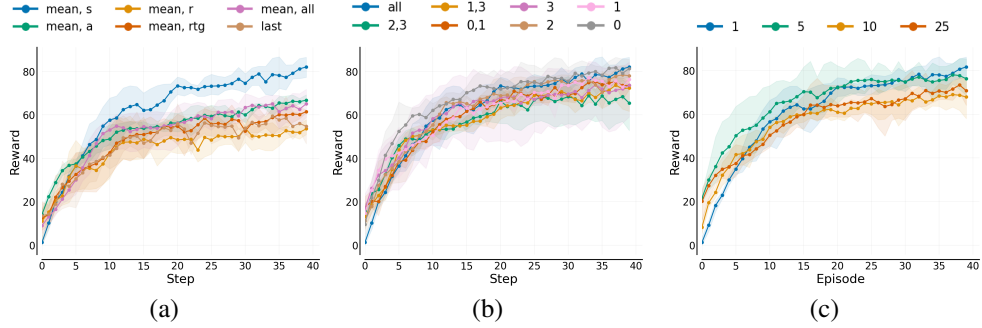 mean, s mean, r mean, all
mean, a mean, rtg last
Reward
80
60
40
20
0
0 5 10 15 20 25 30 35 40
Step
(a)
all 1,3 3 1
2,3 0,1 2 0
Reward
80
60
40
20
0
0 5 10 15 20 25 30 35 40
Step
(b)
1 5 10 25
Reward
80
60
40
20
0
0 5 10 15 20 25 30 35 40
Episode
(c)